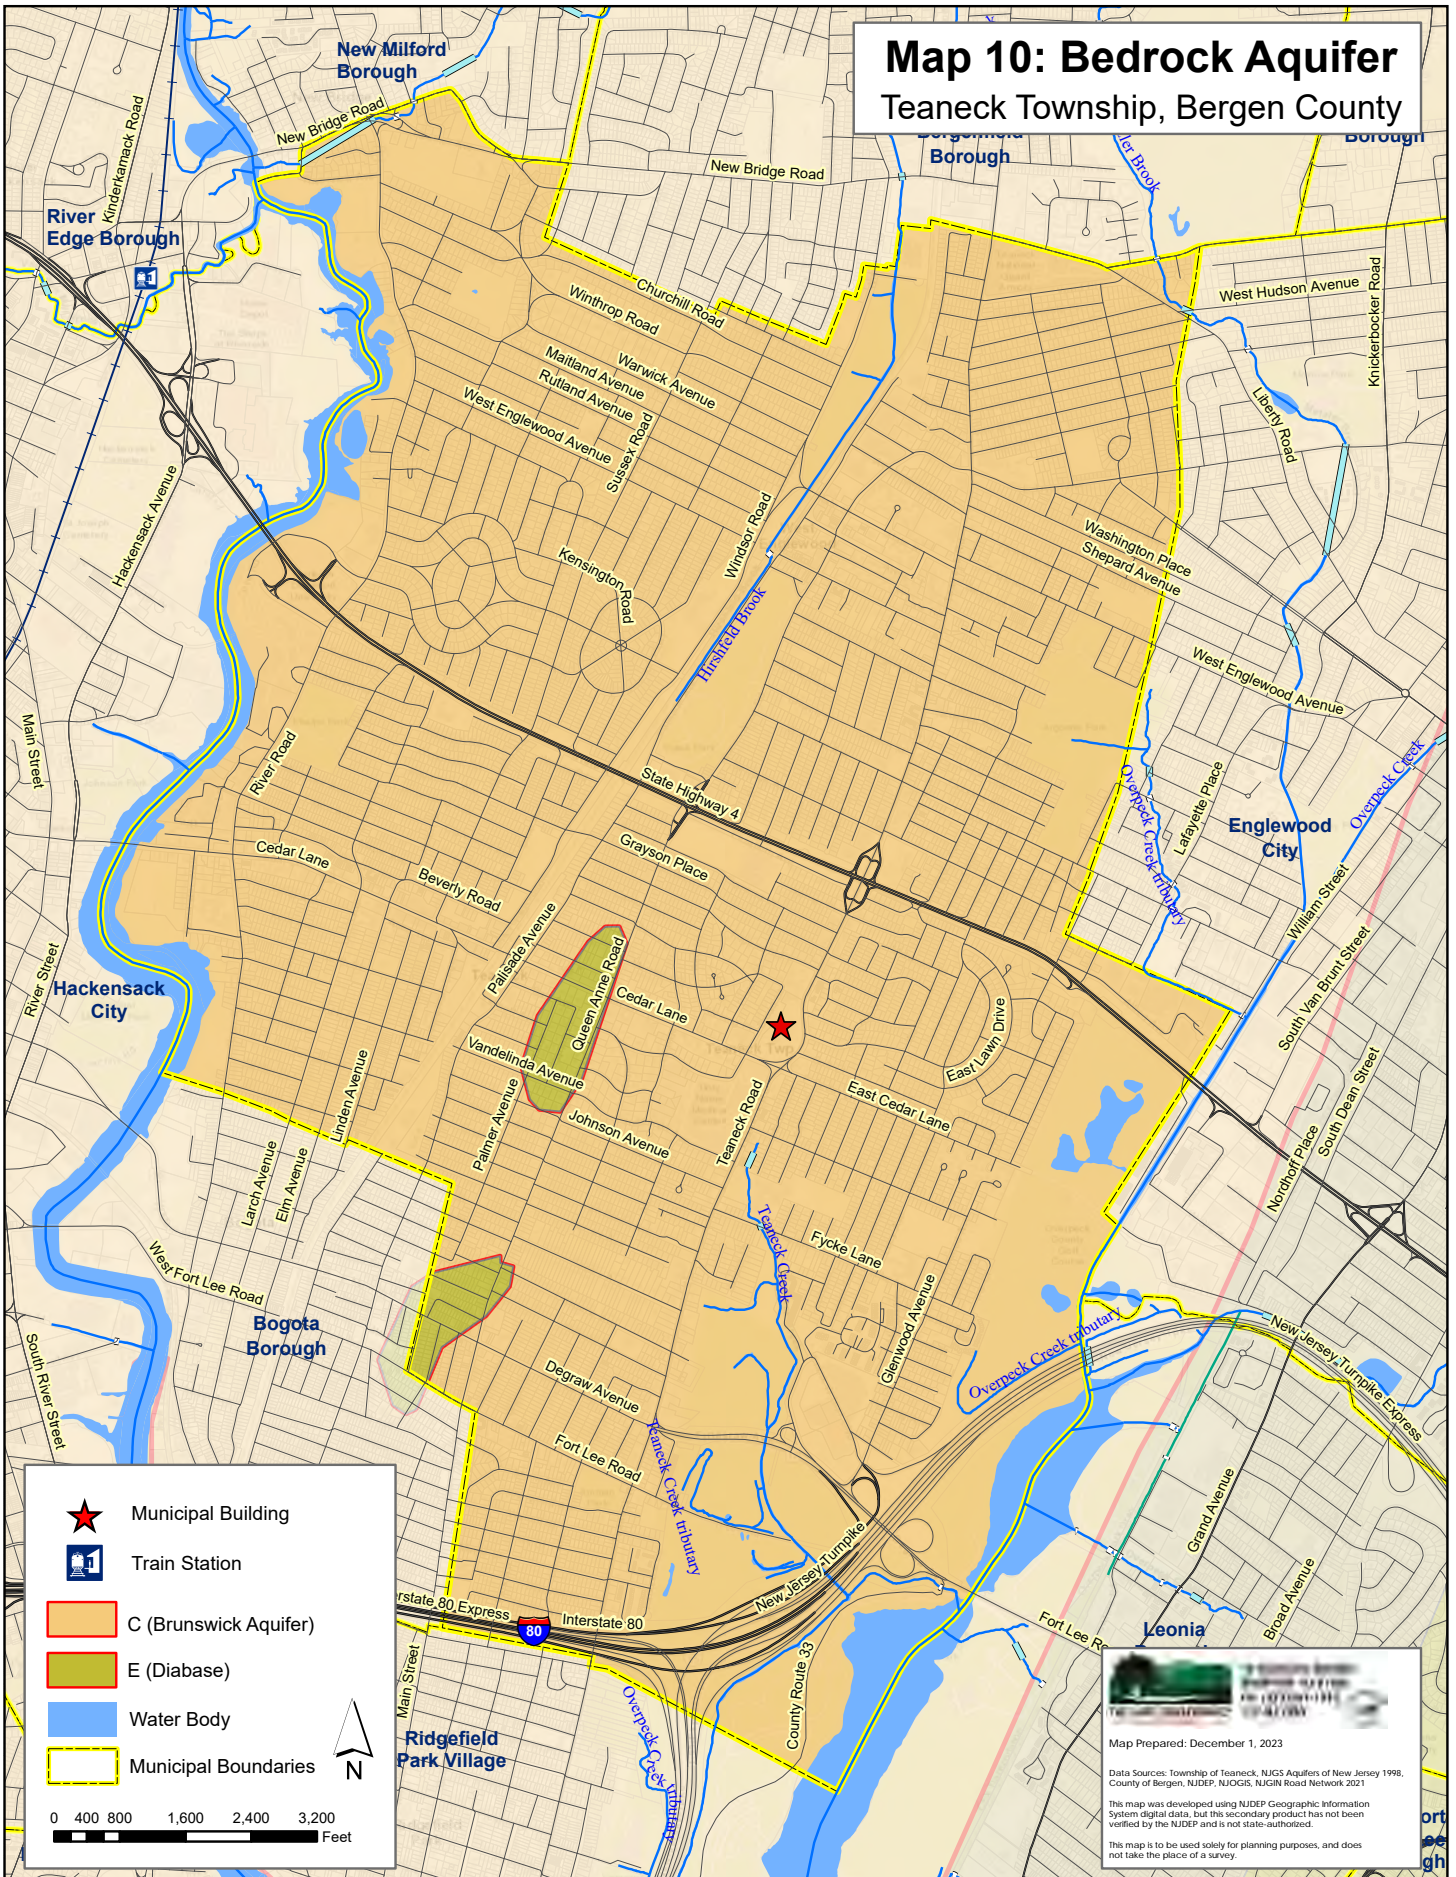 Map 10: Bedrock Aquifer
Teaneck Township, Bergen County
New Milford
Borough
New Bridge Road
Kinderkamack Road
New Bridge Road
Bergenfield
Borough
Borough
River
Edge Borough
West Hudson Avenue
Knickerbocker Road
Churchill Road
Winthrop Road
Maitland Avenue
Warwick Avenue
Rutland Avenue
West Englewood Avenue
Sussex Road
Liberty Road
Hackensack Avenue
Windsor Road
Kensington Road
Washington Place
Shepard Avenue
Hirshfeld Brook
West Englewood Avenue
Main Street
River Road
State Highway 4
Overpeck Creek
Overpeck Creek tributary
Lafayette Place
Englewood
City
Cedar Lane
Grayson Place
Beverly Road
William Street
Palisade Avenue
Queen Anne Road
South Van Brunt Street
River Street
Hackensack
City
Cedar Lane
East Lawn Drive
Vandelinda Avenue
Linden Avenue
Palmer Avenue
Johnson Avenue
Teaneck Road
East Cedar Lane
South Dean Street
Nordhoff Place
Larch Avenue
Elm Avenue
Teaneck Creek
Fycke Lane
West Fort Lee Road
Bogota
Borough
Glenwood Avenue
Overpeck Creek tributary
New Jersey Turnpike Express
South River Street
Degraw Avenue
Fort Lee Road
Teaneck Creek tributary
Grand Avenue
New Jersey Turnpike
Broad Avenue
Interstate 80
80
Fort Lee
Leonia
Main Street
County Route 33
Overpeck Creek tributary
Ridgefield
Park Village
Municipal Building
Train Station
C (Brunswick Aquifer)
E (Diabase)
Water Body
Municipal Boundaries
N
0 400 800 1,600 2,400 3,200
Feet
Map Prepared: December 1, 2023
Data Sources: Township of Teaneck, NJGS Aquifers of New Jersey 1998,
County of Bergen, NJDEP, NJOGIS, NJGIN Road Network 2021
This map was developed using NJDEP Geographic Information
System digital data, but this secondary product has not been
verified by the NJDEP and is not state-authorized.
This map is to be used solely for planning purposes, and does
not take the place of a survey.